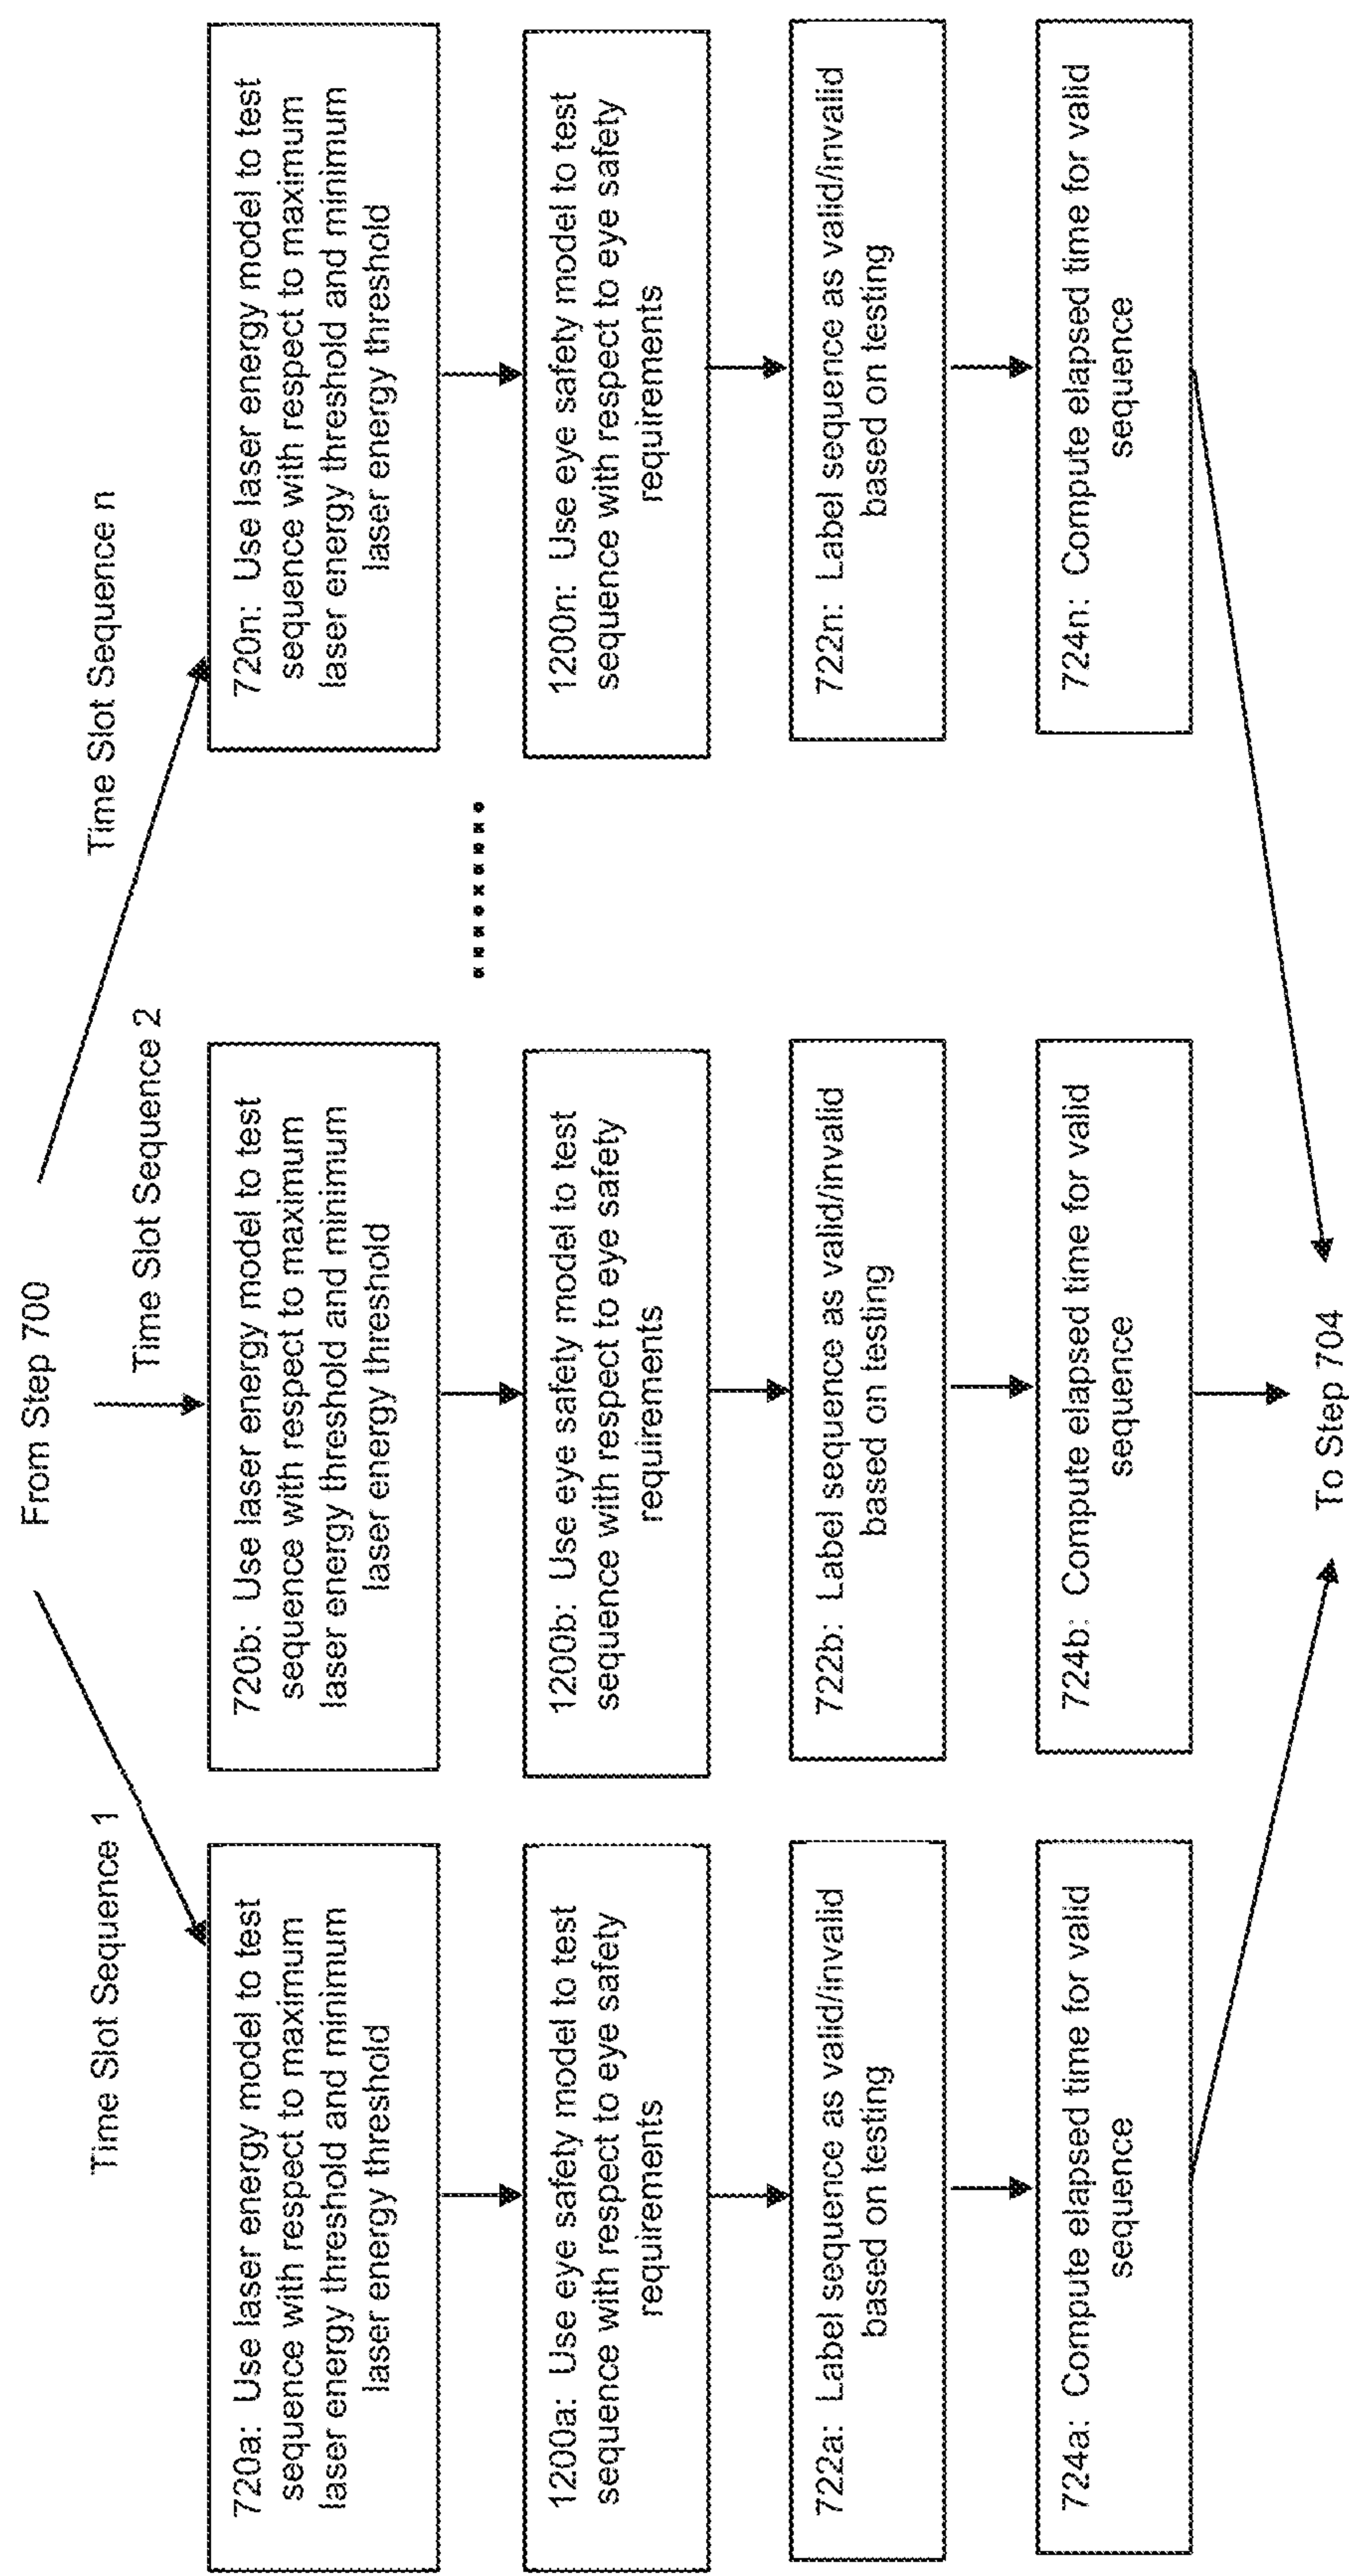 From Step 700
Time Slot Sequence 1
Time Slot Sequence 2
Time Slot Sequence n
720a: Use laser energy model to test
sequence with respect to maximum
laser energy threshold and minimum
laser energy threshold
1200a: Use eye safety model to test
sequence with respect to eye safety
requirements
722a: Label sequence as valid/invalid
based on testing
724a: Compute elapsed time for valid
sequence
720b: Use laser energy model to test
sequence with respect to maximum
laser energy threshold and minimum
laser energy threshold
1200b: Use eye safety model to test
sequence with respect to eye safety
requirements
722b: Label sequence as valid/invalid
based on testing
724b: Compute elapsed time for valid
sequence
720n: Use laser energy model to test
sequence with respect to maximum
laser energy threshold and minimum
laser energy threshold
1200n: Use eye safety model to test
sequence with respect to eye safety
requirements
722n: Label sequence as valid/invalid
based on testing
724n: Compute elapsed time for valid
sequence
To Step 704